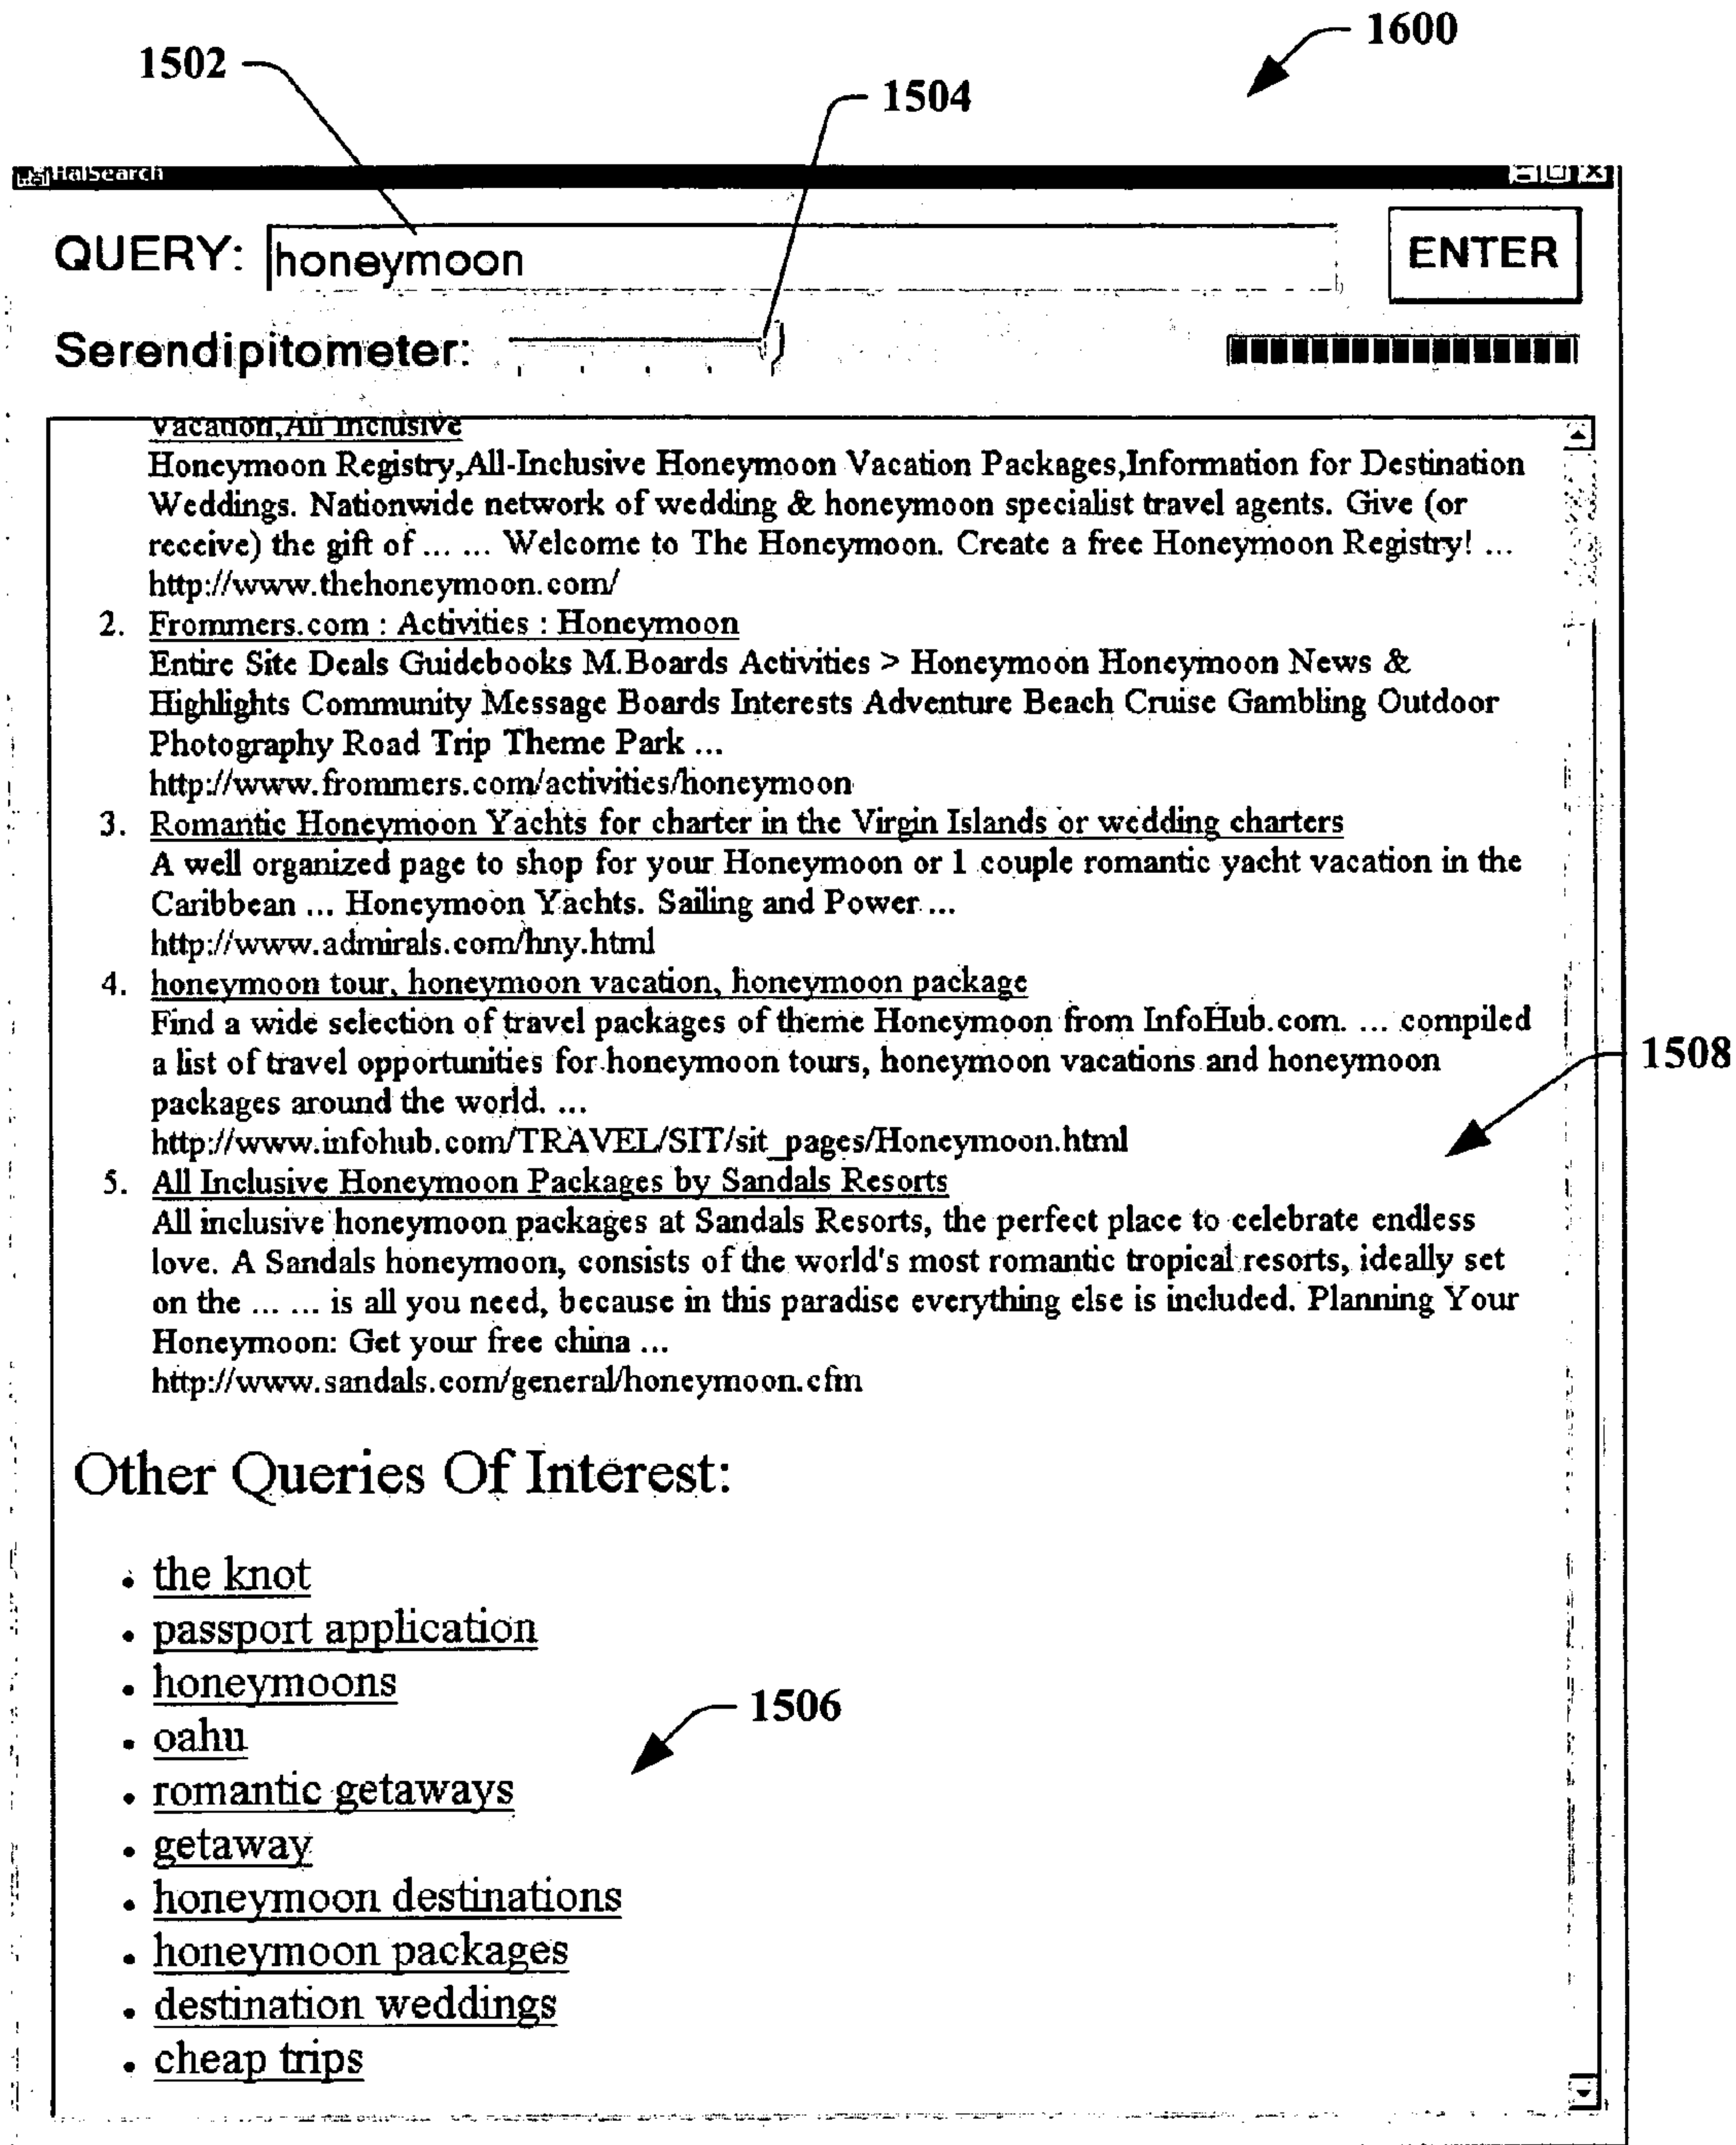 1600
1502
1504
HalSearch
QUERY: honeymoon
ENTER
Serendipitometer:
Vacation,All Inclusive
Honeymoon Registry,All-Inclusive Honeymoon Vacation Packages,Information for Destination
Weddings. Nationwide network of wedding & honeymoon specialist travel agents. Give (or
receive) the gift of ... ... Welcome to The Honeymoon. Create a free Honeymoon Registry! ...
http://www.thehoneymoon.com/
2. Frommers.com : Activities : Honeymoon
Entire Site Deals Guidebooks M.Boards Activities > Honeymoon Honeymoon News &
Highlights Community Message Boards Interests Adventure Beach Cruise Gambling Outdoor
Photography Road Trip Theme Park ...
http://www.frommers.com/activities/honeymoon
3. Romantic Honeymoon Yachts for charter in the Virgin Islands or wedding charters
A well organized page to shop for your Honeymoon or 1 couple romantic yacht vacation in the
Caribbean ... Honeymoon Yachts. Sailing and Power ...
http://www.admirals.com/hny.html
4. honeymoon tour, honeymoon vacation, honeymoon package
Find a wide selection of travel packages of theme Honeymoon from InfoHub.com. ... compiled
a list of travel opportunities for honeymoon tours, honeymoon vacations and honeymoon
1508
packages around the world. ...
http://www.infohub.com/TRAVEL/SIT/sit_pages/Honeymoon.html
5. All Inclusive Honeymoon Packages by Sandals Resorts
All inclusive honeymoon packages at Sandals Resorts, the perfect place to celebrate endless
love. A Sandals honeymoon, consists of the world's most romantic tropical resorts, ideally set
on the ... ... is all you need, because in this paradise everything else is included. Planning Your
Honeymoon: Get your free china ...
http://www.sandals.com/general/honeymoon.cfm
Other Queries Of Interest:
• the knot
• passport application
• honeymoons
1506
• oahu
• romantic getaways
• getaway
• honeymoon destinations
• honeymoon packages
• destination weddings
• cheap trips